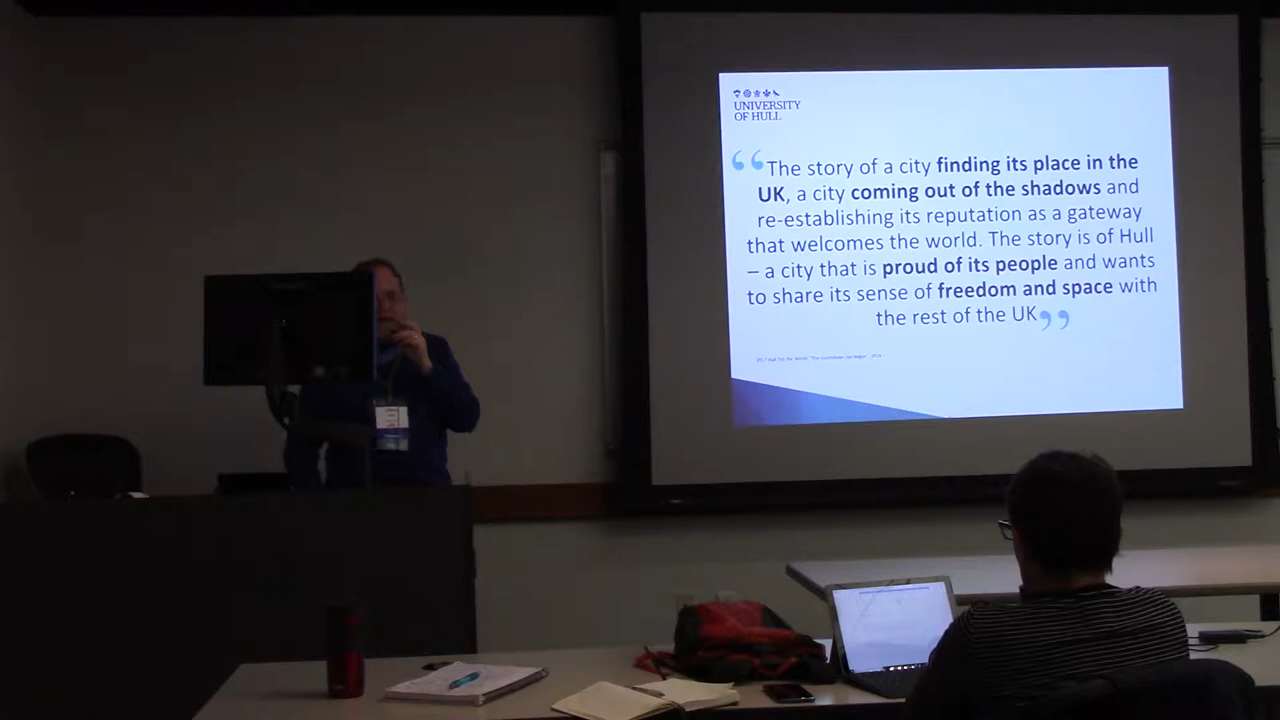 UNIVERSITY
OF HULL
“The story of a city finding its place in the
UK, a city coming out of the shadows and
re-establishing its reputation as a gateway
that welcomes the world. The story is of Hull
– a city that is proud of its people and wants
to share its sense of freedom and space with
the rest of the UK”